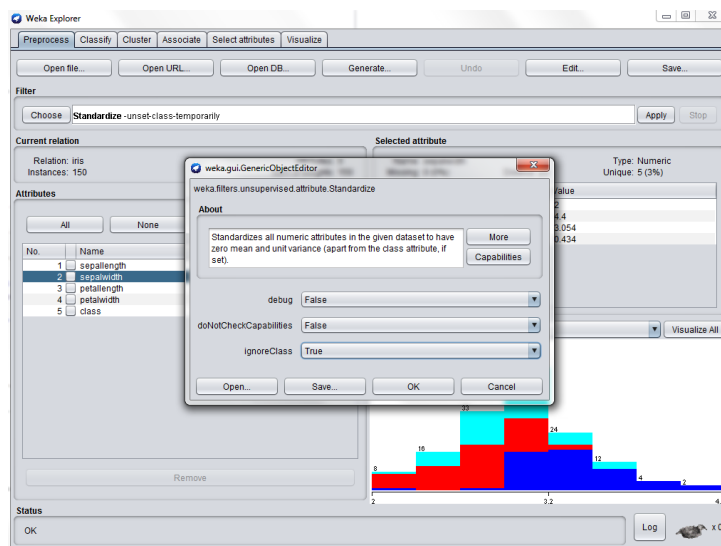 Weka Explorer
Preprocess Classify Cluster Associate Select attributes Visualize
Open file... Open URL... Open DB... Generate... Undo Edit... Save...
Filter
Choose Standardize -unset-class-temporarily Apply Stop
Current relation
Relation: iris
Instances: 150
Attributes
All None
No. Name
1 sepallength
2 sepalwidth
3 petallength
4 petalwidth
5 class
Remove
Selected attribute
Type: Numeric
Unique: 5 (3%)
Value
2
4.4
3.054
0.434
Visualize All
weka.gui.GenericObjectEditor
weka.filters.unsupervised.attribute.Standardize
About
Standardizes all numeric attributes in the given dataset to have
zero mean and unit variance (apart from the class attribute, if
set).
More
Capabilities
debug False
doNotCheckCapabilities False
ignoreClass True
Open... Save... OK Cancel
8 16 33 24 12 4 2
2 3.2 4.
Status
OK
Log x 0